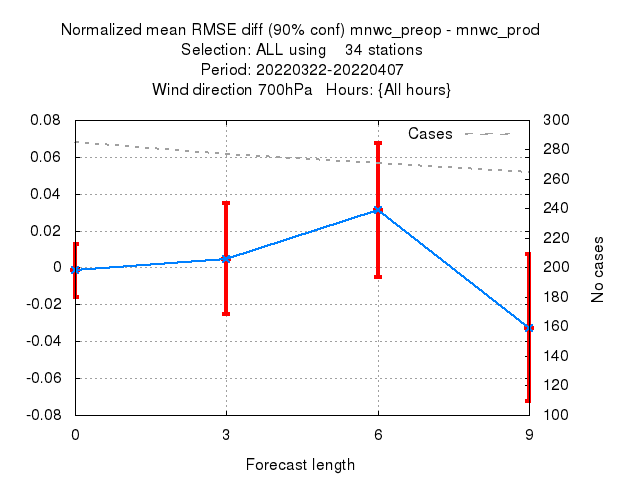 Normalized mean RMSE diff (90% conf) mnwc_preop - mnwc_prod
Selection: ALL using    34 stations
Period: 20220322-20220407
Wind direction 700hPa   Hours: {All hours}
Cases
0.08
0.06
0.04
0.02
0
-0.02
-0.04
-0.06
-0.08
300
280
260
240
220
200
180
160
140
120
100
No cases
0 3 6 9
Forecast length